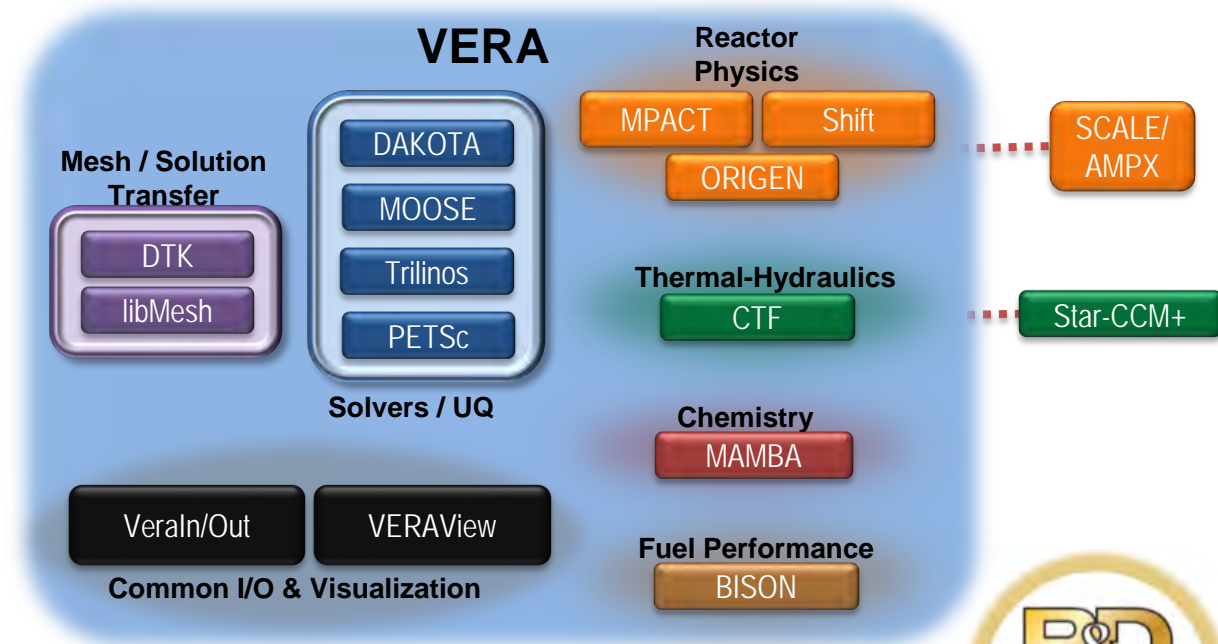 VERA
Reactor
Physics
MPACT
Shift
ORIGEN
SCALE/
AMPX
Mesh / Solution
Transfer
DTK
libMesh
DAKOTA
MOOSE
Trilinos
PETSc
Solvers / UQ
Thermal-Hydraulics
CTF
Star-CCM+
Chemistry
MAMBA
VeraIn/Out
VERAView
Common I/O & Visualization
Fuel Performance
BISON
R&D